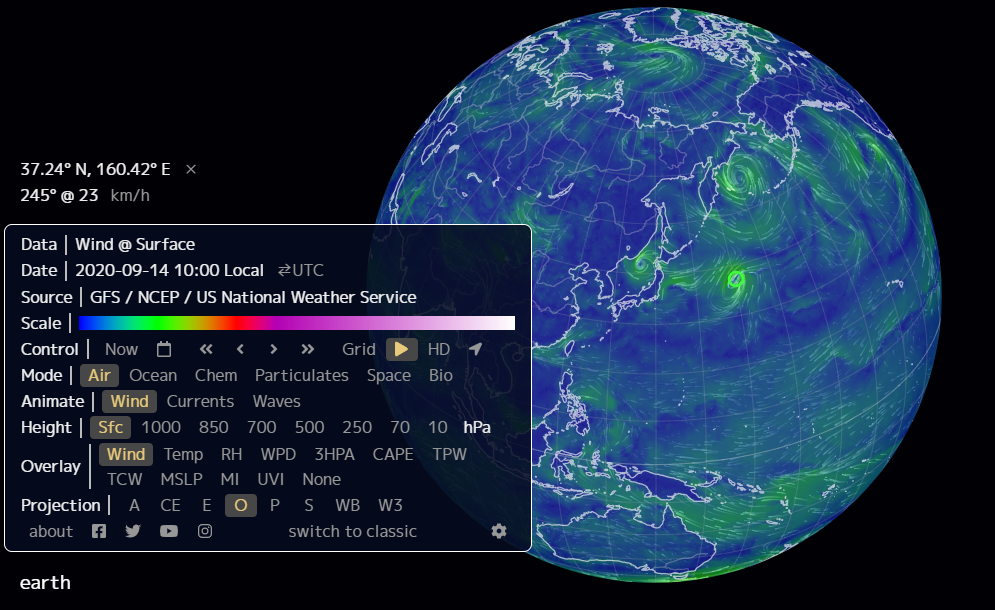 37.24° N, 160.42° E ×
245° @ 23 km/h
Data | Wind @ Surface
Date | 2020-09-14 10:00 Local ⇄UTC
Source | GFS / NCEP / US National Weather Service
Scale |
Control | Now Grid HD
Mode | Air Ocean Chem Particulates Space Bio
Animate | Wind Currents Waves
Height | Sfc 1000 850 700 500 250 70 10 hPa
Overlay | Wind Temp RH WPD 3HPA CAPE TPW
TCW MSLP MI UVI None
Projection | A CE E O P S WB W3
about switch to classic
earth